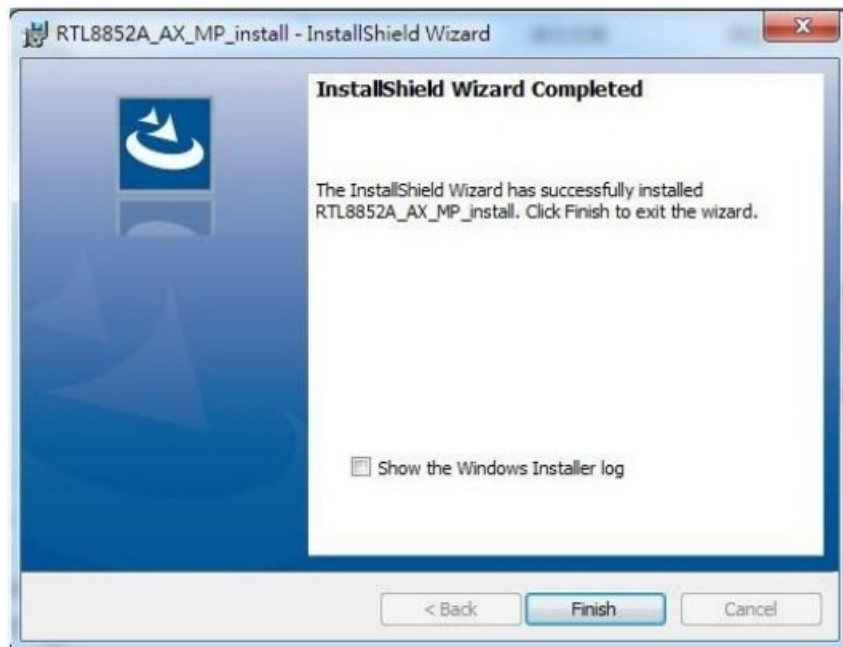 RTL8852A_AX_MP_install - InstallShield Wizard
InstallShield Wizard Completed
The InstallShield Wizard has successfully installed
RTL8852A_AX_MP_install. Click Finish to exit the wizard.
Show the Windows Installer log
< Back
Finish
Cancel